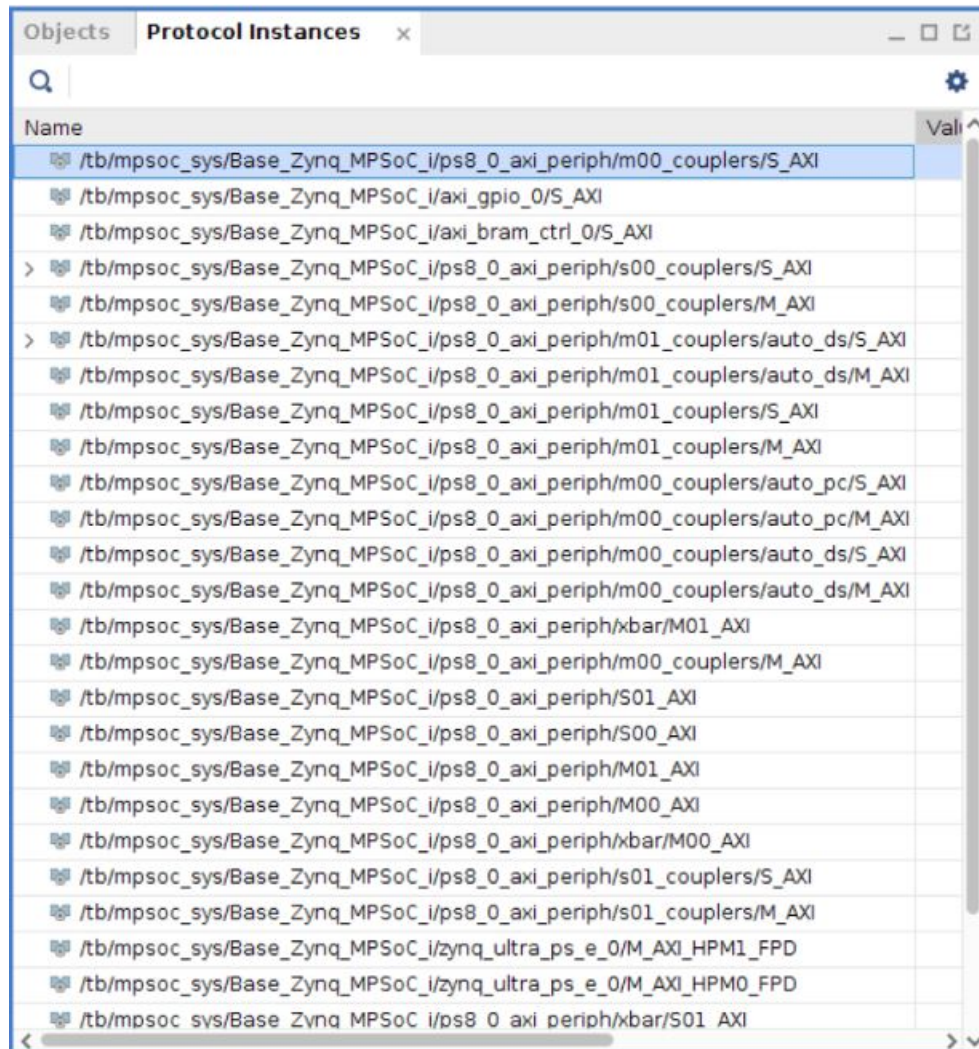 Objects Protocol Instances
Name Valu
/tb/mpsoc_sys/Base_Zynq_MPSoC_i/ps8_0_axi_periph/m00_couplers/S_AXI
/tb/mpsoc_sys/Base_Zynq_MPSoC_i/axi_gpio_0/S_AXI
/tb/mpsoc_sys/Base_Zynq_MPSoC_i/axi_bram_ctrl_0/S_AXI
/tb/mpsoc_sys/Base_Zynq_MPSoC_i/ps8_0_axi_periph/s00_couplers/S_AXI
/tb/mpsoc_sys/Base_Zynq_MPSoC_i/ps8_0_axi_periph/s00_couplers/M_AXI
/tb/mpsoc_sys/Base_Zynq_MPSoC_i/ps8_0_axi_periph/m01_couplers/auto_ds/S_AXI
/tb/mpsoc_sys/Base_Zynq_MPSoC_i/ps8_0_axi_periph/m01_couplers/auto_ds/M_AXI
/tb/mpsoc_sys/Base_Zynq_MPSoC_i/ps8_0_axi_periph/m01_couplers/S_AXI
/tb/mpsoc_sys/Base_Zynq_MPSoC_i/ps8_0_axi_periph/m01_couplers/M_AXI
/tb/mpsoc_sys/Base_Zynq_MPSoC_i/ps8_0_axi_periph/m00_couplers/auto_pc/S_AXI
/tb/mpsoc_sys/Base_Zynq_MPSoC_i/ps8_0_axi_periph/m00_couplers/auto_pc/M_AXI
/tb/mpsoc_sys/Base_Zynq_MPSoC_i/ps8_0_axi_periph/m00_couplers/auto_ds/S_AXI
/tb/mpsoc_sys/Base_Zynq_MPSoC_i/ps8_0_axi_periph/m00_couplers/auto_ds/M_AXI
/tb/mpsoc_sys/Base_Zynq_MPSoC_i/ps8_0_axi_periph/xbar/M01_AXI
/tb/mpsoc_sys/Base_Zynq_MPSoC_i/ps8_0_axi_periph/m00_couplers/M_AXI
/tb/mpsoc_sys/Base_Zynq_MPSoC_i/ps8_0_axi_periph/S01_AXI
/tb/mpsoc_sys/Base_Zynq_MPSoC_i/ps8_0_axi_periph/S00_AXI
/tb/mpsoc_sys/Base_Zynq_MPSoC_i/ps8_0_axi_periph/M01_AXI
/tb/mpsoc_sys/Base_Zynq_MPSoC_i/ps8_0_axi_periph/M00_AXI
/tb/mpsoc_sys/Base_Zynq_MPSoC_i/ps8_0_axi_periph/xbar/M00_AXI
/tb/mpsoc_sys/Base_Zynq_MPSoC_i/ps8_0_axi_periph/s01_couplers/S_AXI
/tb/mpsoc_sys/Base_Zynq_MPSoC_i/ps8_0_axi_periph/s01_couplers/M_AXI
/tb/mpsoc_sys/Base_Zynq_MPSoC_i/zynq_ultra_ps_e_0/M_AXI_HPM1_FPD
/tb/mpsoc_sys/Base_Zynq_MPSoC_i/zynq_ultra_ps_e_0/M_AXI_HPM0_FPD
/tb/mpsoc_sys/Base_Zynq_MPSoC_i/ps8_0_axi_periph/xbar/S01_AXI